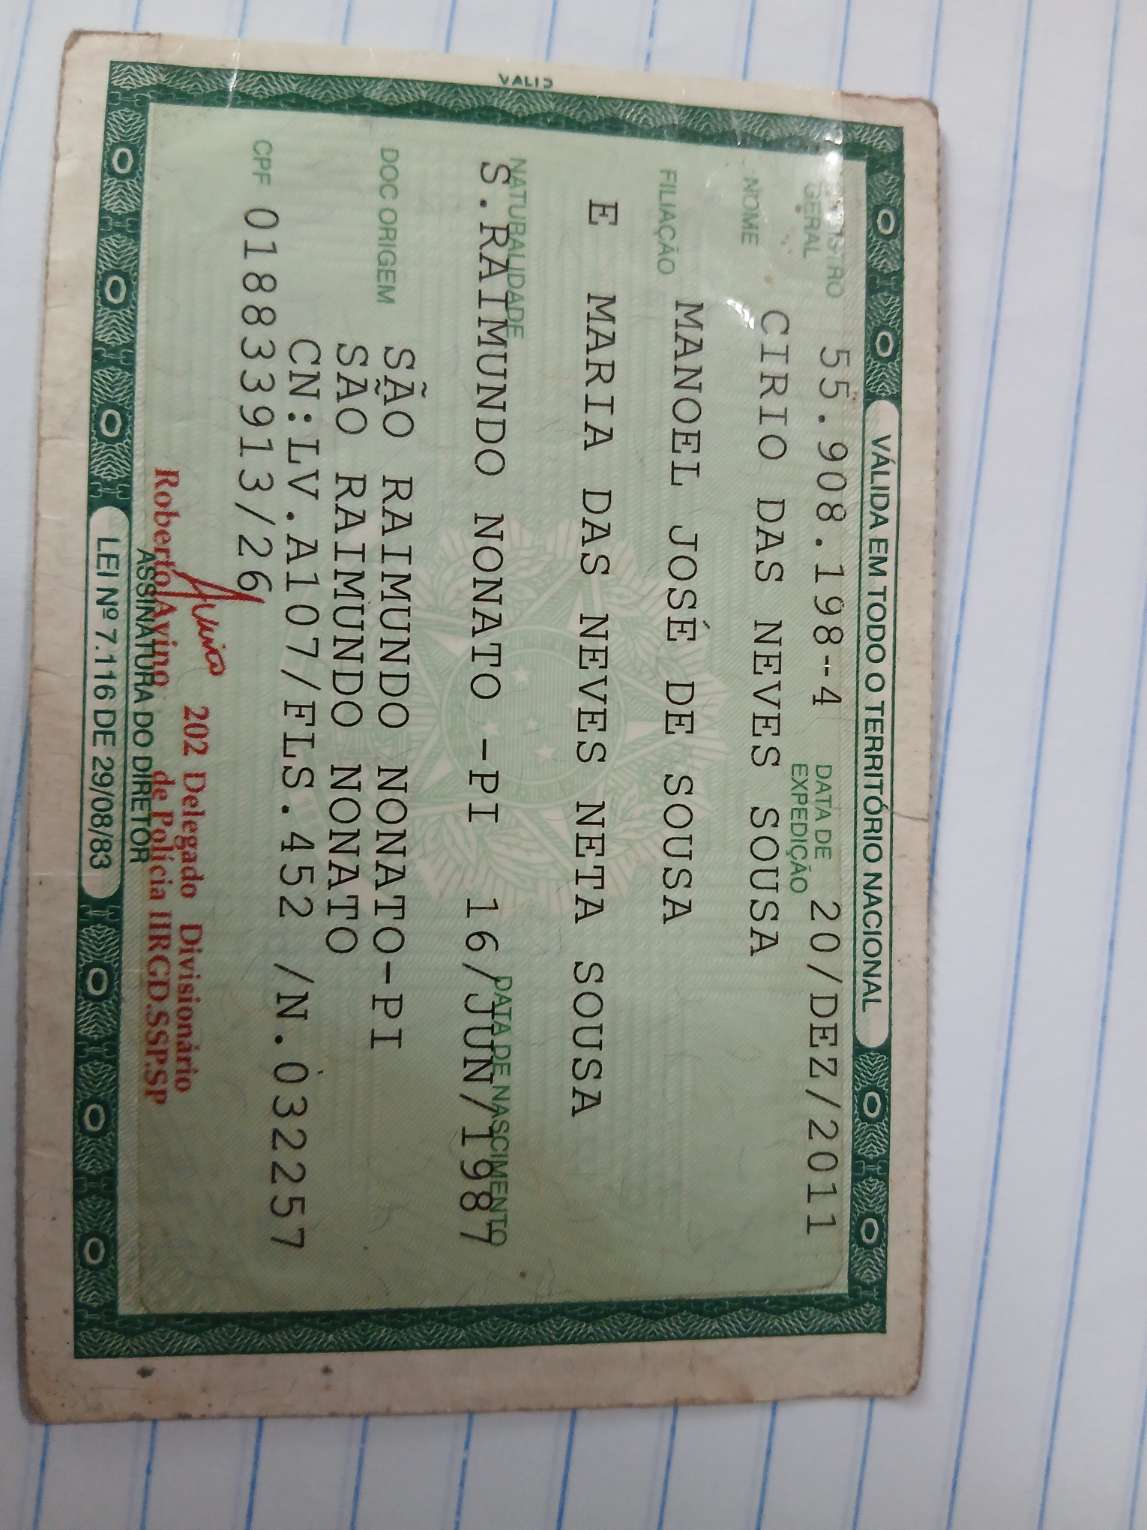 VALID
VÁLIDA EM TODO O TERRITÓRIO NACIONAL
REGISTRO GERAL 55.908.198-4 DATA DE EXPEDIÇÃO 20/DEZ/2011
NOME CIRIO DAS NEVES SOUSA
FILIAÇÃO MANOEL JOSÉ DE SOUSA
E MARIA DAS NEVES NETA SOUSA
NATURALIDADE DATA DE NASCIMENTO
S.RAIMUNDO NONATO -PI 16/JUN/1987
DOC ORIGEM SÃO RAIMUNDO NONATO-PI
SÃO RAIMUNDO NONATO
CN:LV.A107/FLS.452 /N.032257
CPF 018833913/26
202 Delegado Divisionário
Roberto Avino de Polícia IIRGD.SSP.SP
ASSINATURA DO DIRETOR
LEI Nº 7.116 DE 29/08/83